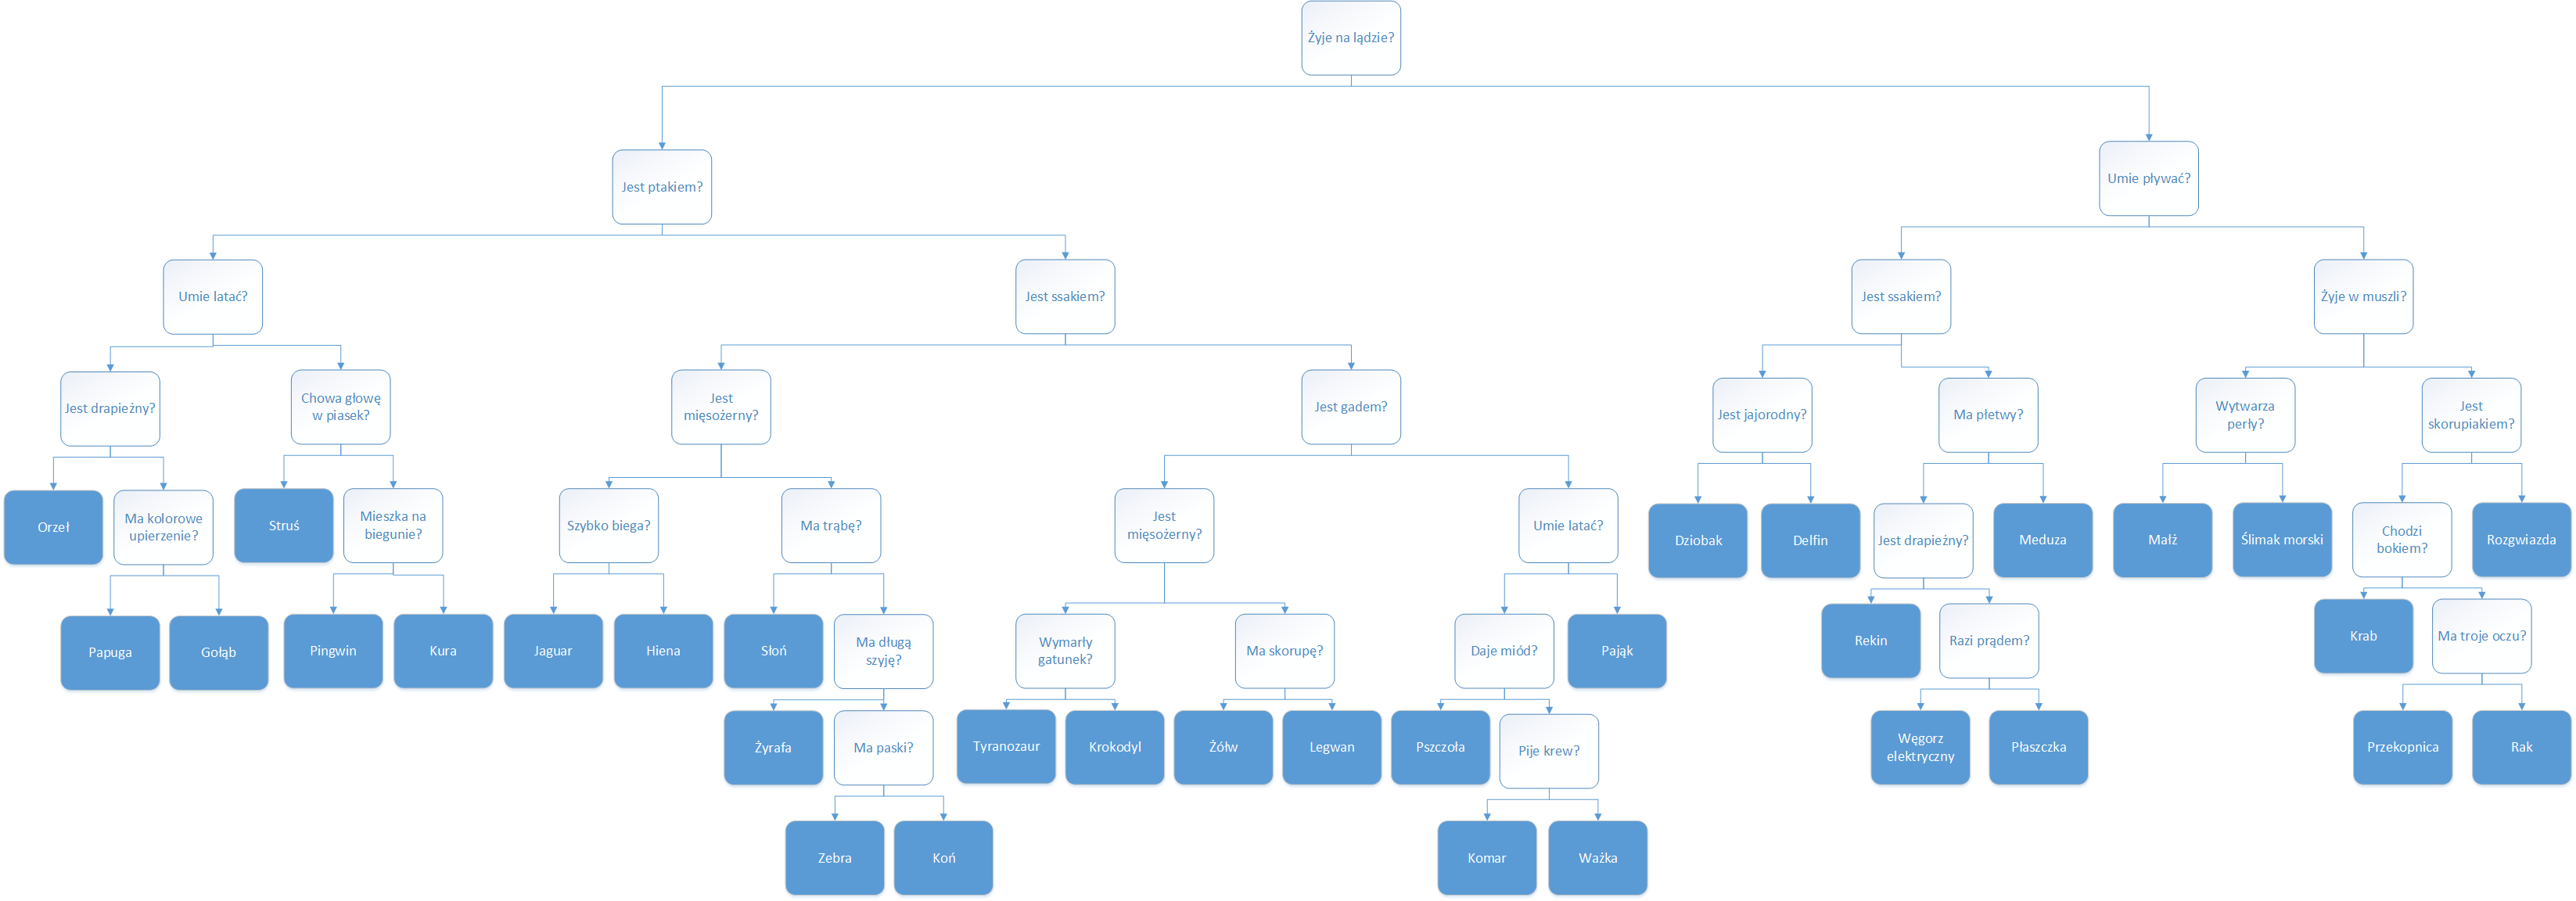 Żyje na lądzie?
Jest ptakiem?
Umie pływać?
Umie latać?
Jest ssakiem?
Jest ssakiem?
Żyje w muszli?
Jest drapieżny?
Chowa głowę
w piasek?
Jest
mięsożerny?
Jest gadem?
Jest jajorodny?
Ma płetwy?
Wytwarza
perły?
Jest
skorupiakiem?
Orzeł
Ma kolorowe
upierzenie?
Struś
Mieszka na
biegunie?
Szybko biega?
Ma trąbę?
Jest
mięsożerny?
Umie latać?
Dziobak
Delfin
Jest drapieżny?
Meduza
Małż
Ślimak morski
Chodzi
bokiem?
Rozgwiazda
Papuga
Gołąb
Pingwin
Kura
Jaguar
Hiena
Słoń
Ma długą
szyję?
Wymarły
gatunek?
Ma skorupę?
Daje miód?
Pająk
Rekin
Razi prądem?
Krab
Ma troje oczu?
Żyrafa
Ma paski?
Tyranozaur
Krokodyl
Żółw
Legwan
Pszczoła
Pije krew?
Węgorz
elektryczny
Płaszczka
Przekopnica
Rak
Zebra
Koń
Komar
Ważka